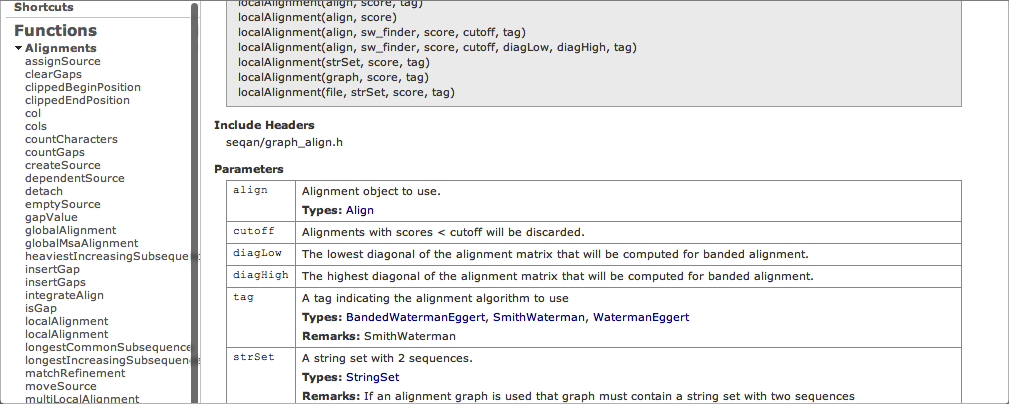 Shortcuts
Functions
Alignments
assignSource
clearGaps
clippedBeginPosition
clippedEndPosition
col
cols
countCharacters
countGaps
createSource
dependentSource
detach
emptySource
gapValue
globalAlignment
globalMsaAlignment
heaviestIncreasingSubseque
insertGap
insertGaps
integrateAlign
isGap
localAlignment
localAlignment
longestCommonSubsequence
longestIncreasingSubsequen
matchRefinement
moveSource
multiLocalAlignment
localAlignment(align, score, tag)
localAlignment(align, score)
localAlignment(align, sw_finder, score, cutoff, tag)
localAlignment(align, sw_finder, score, cutoff, diagLow, diagHigh, tag)
localAlignment(strSet, score, tag)
localAlignment(graph, score, tag)
localAlignment(file, strSet, score, tag)
Include Headers
seqan/graph_align.h
Parameters
align Alignment object to use.
Types: Align
cutoff Alignments with scores < cutoff will be discarded.
diagLow The lowest diagonal of the alignment matrix that will be computed for banded alignment.
diagHigh The highest diagonal of the alignment matrix that will be computed for banded alignment.
tag A tag indicating the alignment algorithm to use
Types: BandedWatermanEggert, SmithWaterman, WatermanEggert
Remarks: SmithWaterman
strSet A string set with 2 sequences.
Types: StringSet
Remarks: If an alignment graph is used that graph must contain a string set with two sequences